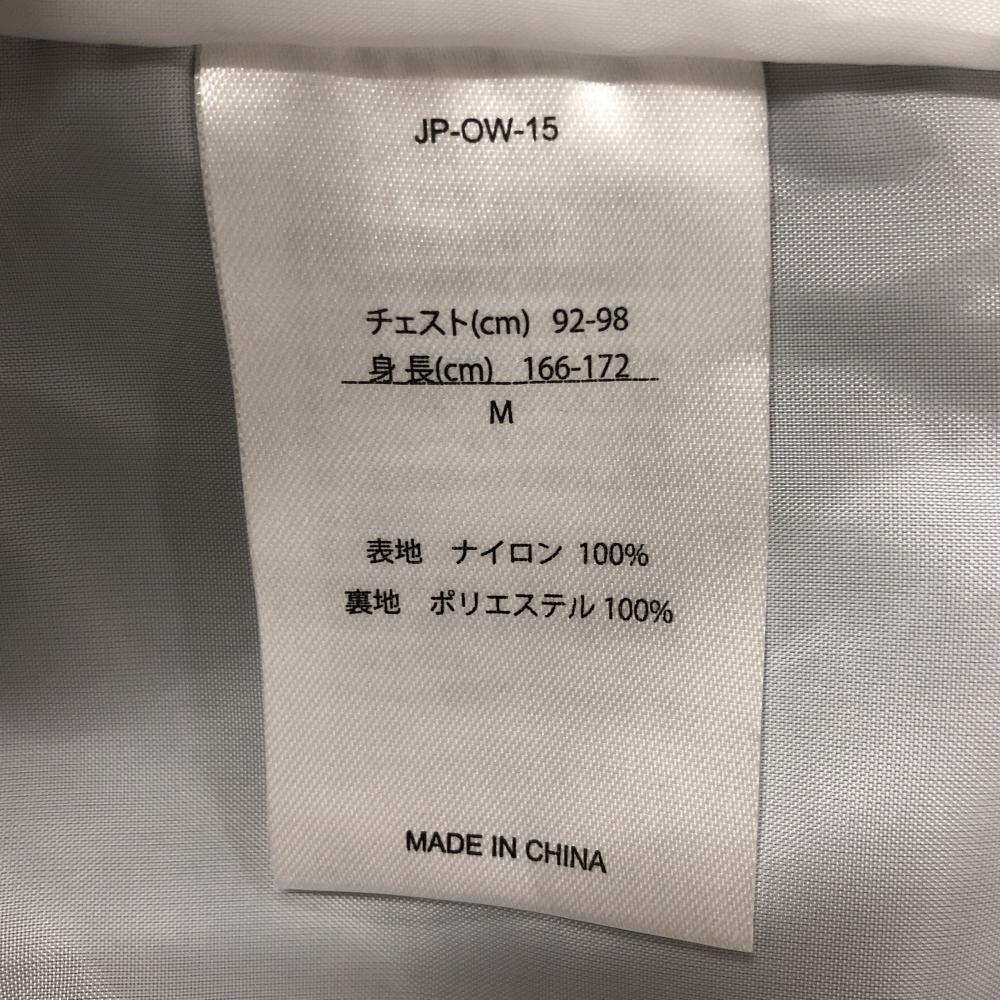 JP-OW-15
チェスト(cm) 92-98
身 長(cm) 166-172
M
表地 ナイロン 100%
裏地 ポリエステル 100%
MADE IN CHINA